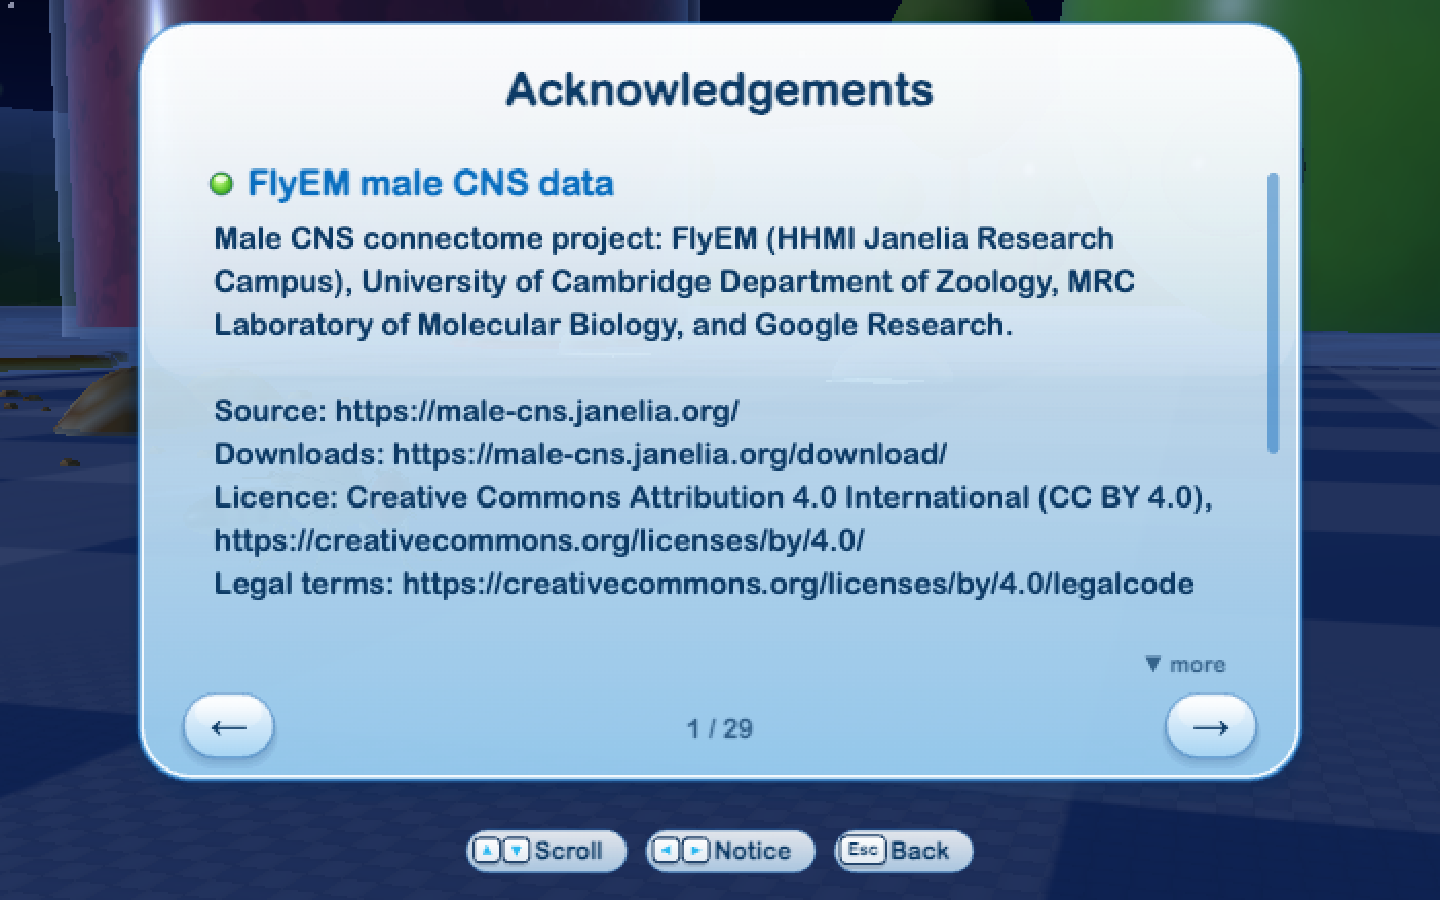 Acknowledgements
FlyEM male CNS data
Male CNS connectome project: FlyEM (HHMI Janelia Research
Campus), University of Cambridge Department of Zoology, MRC
Laboratory of Molecular Biology, and Google Research.
Source: https://male-cns.janelia.org/
Downloads: https://male-cns.janelia.org/download/
Licence: Creative Commons Attribution 4.0 International (CC BY 4.0),
https://creativecommons.org/licenses/by/4.0/
Legal terms: https://creativecommons.org/licenses/by/4.0/legalcode
▼ more
← 1 / 29 →
▲ ▼ Scroll ◄ ► Notice Esc Back